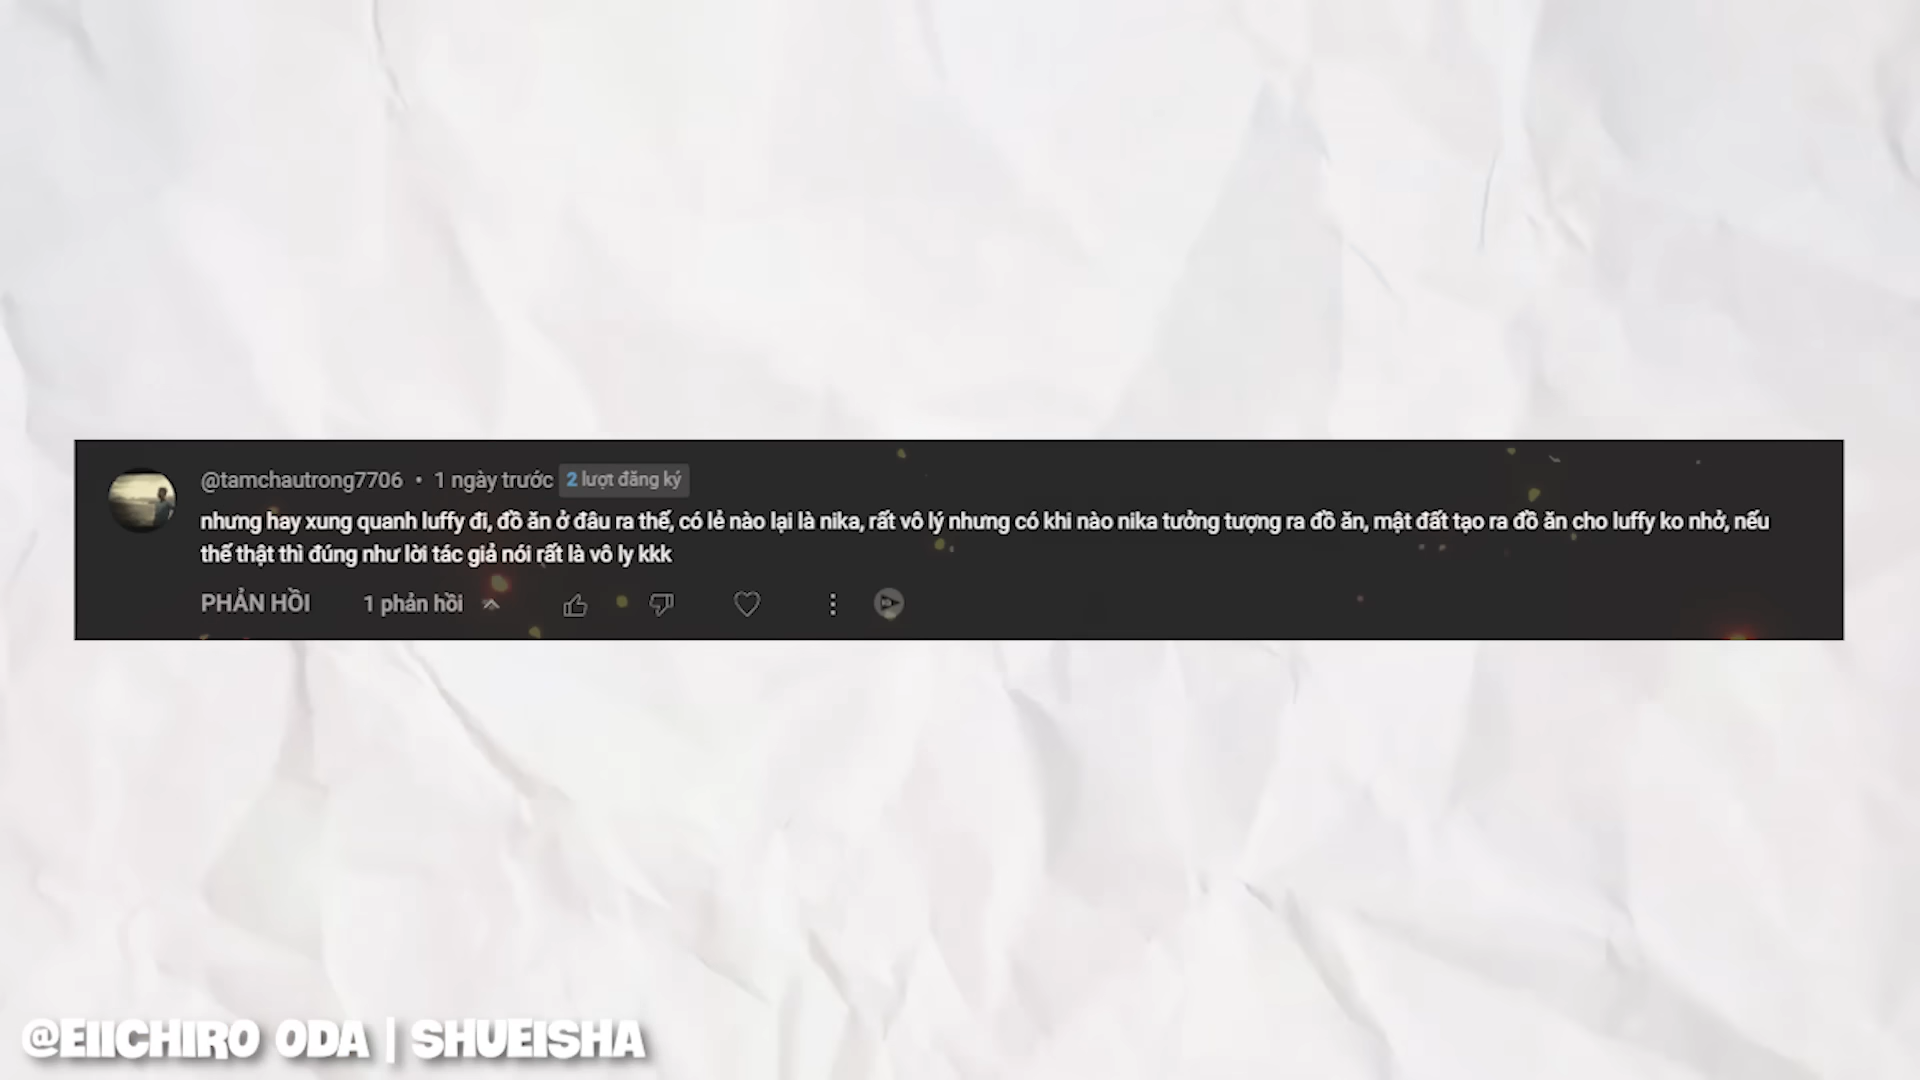 @tamchautrong7706 • 1 ngày trước 2 lượt đăng ký
nhưng hay xung quanh luffy đi, đồ ăn ở đâu ra thế, có lẻ nào lại là nika, rất vô lý nhưng có khi nào nika tưởng tượng ra đồ ăn, mật đất tạo ra đồ ăn cho luffy ko nhở, nếu
thế thật thì đúng như lời tác giả nói rất là vô ly kkk
PHẢN HỒI 1 phản hồi
@EIICHIRO ODA | SHUEISHA